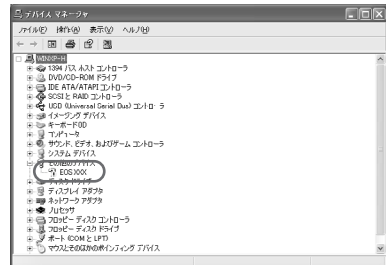 デバイス マネージャ
ファイル(F) 操作(A) 表示(V) ヘルプ(H)
WINXP-H
1394 バス ホスト コントローラ
DVD/CD-ROM ドライブ
IDE ATA/ATAPI コントローラ
SCSI と RAID コントローラ
USB (Universal Serial Bus) コントローラ
イメージング デバイス
キーボード
コンピュータ
サウンド、ビデオ、およびゲーム コントローラ
システム デバイス
その他のデバイス
EOS XXX
ディスク ドライブ
ディスプレイ アダプタ
ネットワーク アダプタ
プロセッサ
フロッピー ディスク コントローラ
フロッピー ディスク ドライブ
ポート (COM と LPT)
マウスとそのほかのポインティング デバイス